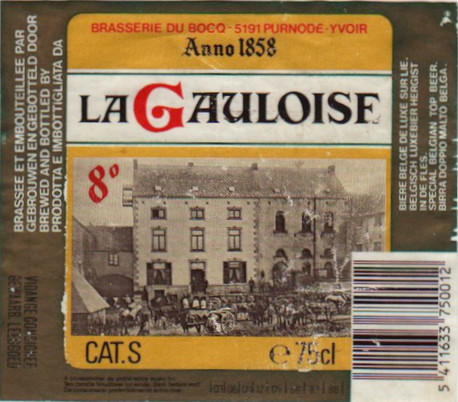 BRASSERIE DU BOCQ - 5191 PURNODE-YVOIR
Anno 1858
LA GAULOISE
8°
CAT.S
e 75cl
BRASSEE ET EMBOUTEILLEE PAR
GEBROUWEN EN GEBOTTELD DOOR
BREWED AND BOTTLED BY
PRODOTTA E IMBOTTIGLIATA DA
BIERE BELGE DE LUXE SUR LIE.
BELGISCH LUXEBIER HERGIST
IN DE FLES.
SPECIAL BELGIAN TOP BEER.
BIRRA DOPPIO MALTO BELGA.
5 411633 750012